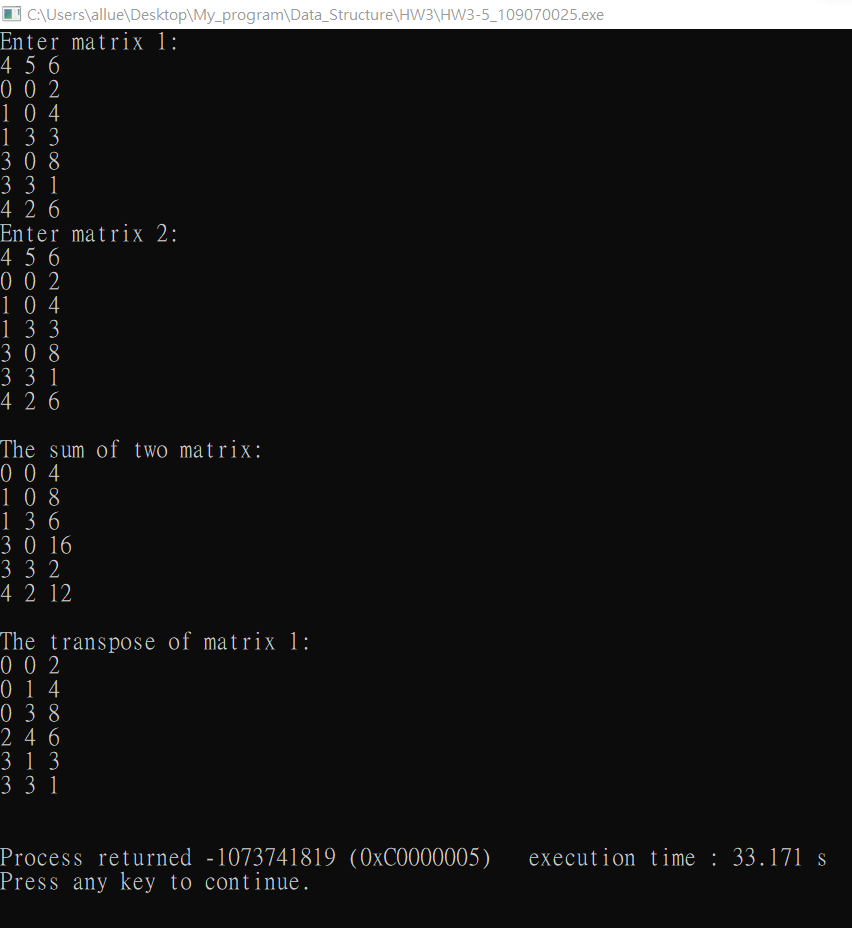 C:\Users\allue\Desktop\My_program\Data_Structure\HW3\HW3-5_109070025.exe
Enter matrix 1:
4 5 6
0 0 2
1 0 4
1 3 3
3 0 8
3 3 1
4 2 6
Enter matrix 2:
4 5 6
0 0 2
1 0 4
1 3 3
3 0 8
3 3 1
4 2 6
The sum of two matrix:
0 0 4
1 0 8
1 3 6
3 0 16
3 3 2
4 2 12
The transpose of matrix 1:
0 0 2
0 1 4
0 3 8
2 4 6
3 1 3
3 3 1
Process returned -1073741819 (0xC0000005)   execution time : 33.171 s
Press any key to continue.